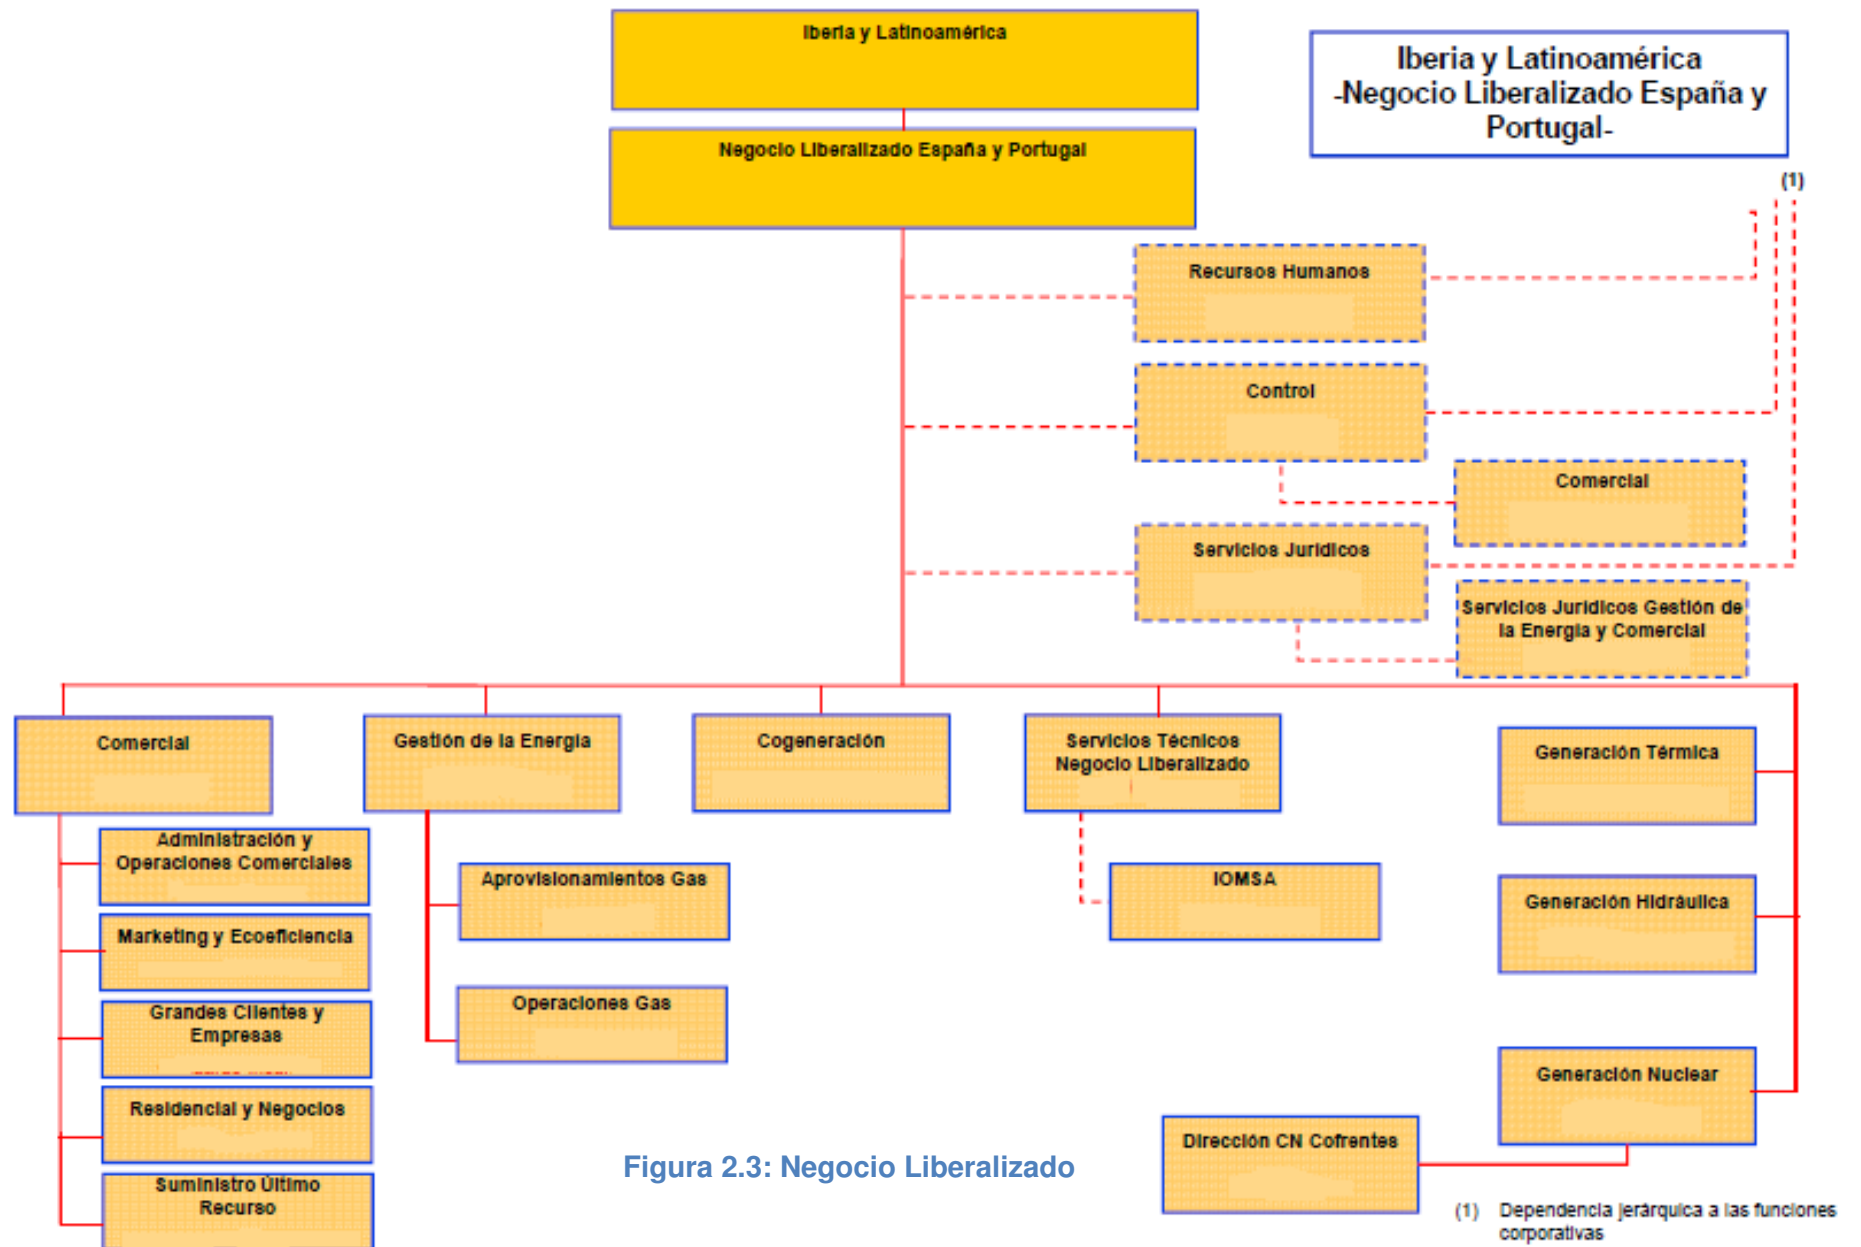 Iberia y Latinoamérica
Negocio Liberalizado España y Portugal
Iberia y Latinoamérica
-Negocio Liberalizado España y
Portugal-
(1)
Recursos Humanos
Control
Comercial
Servicios Jurídicos
Servicios Jurídicos Gestión de
la Energía y Comercial
Comercial
Gestión de la Energía
Cogeneración
Servicios Técnicos
Negocio Liberalizado
Generación Térmica
Administración y
Operaciones Comerciales
Aprovisionamientos Gas
IOMSA
Generación Hidráulica
Marketing y Ecoeficiencia
Grandes Clientes y
Empresas
Operaciones Gas
Residencial y Negocios
Generación Nuclear
Dirección CN Cofrentes
Suministro Último
Recurso
Figura 2.3: Negocio Liberalizado
(1) Dependencia jerárquica a las funciones
corporativas